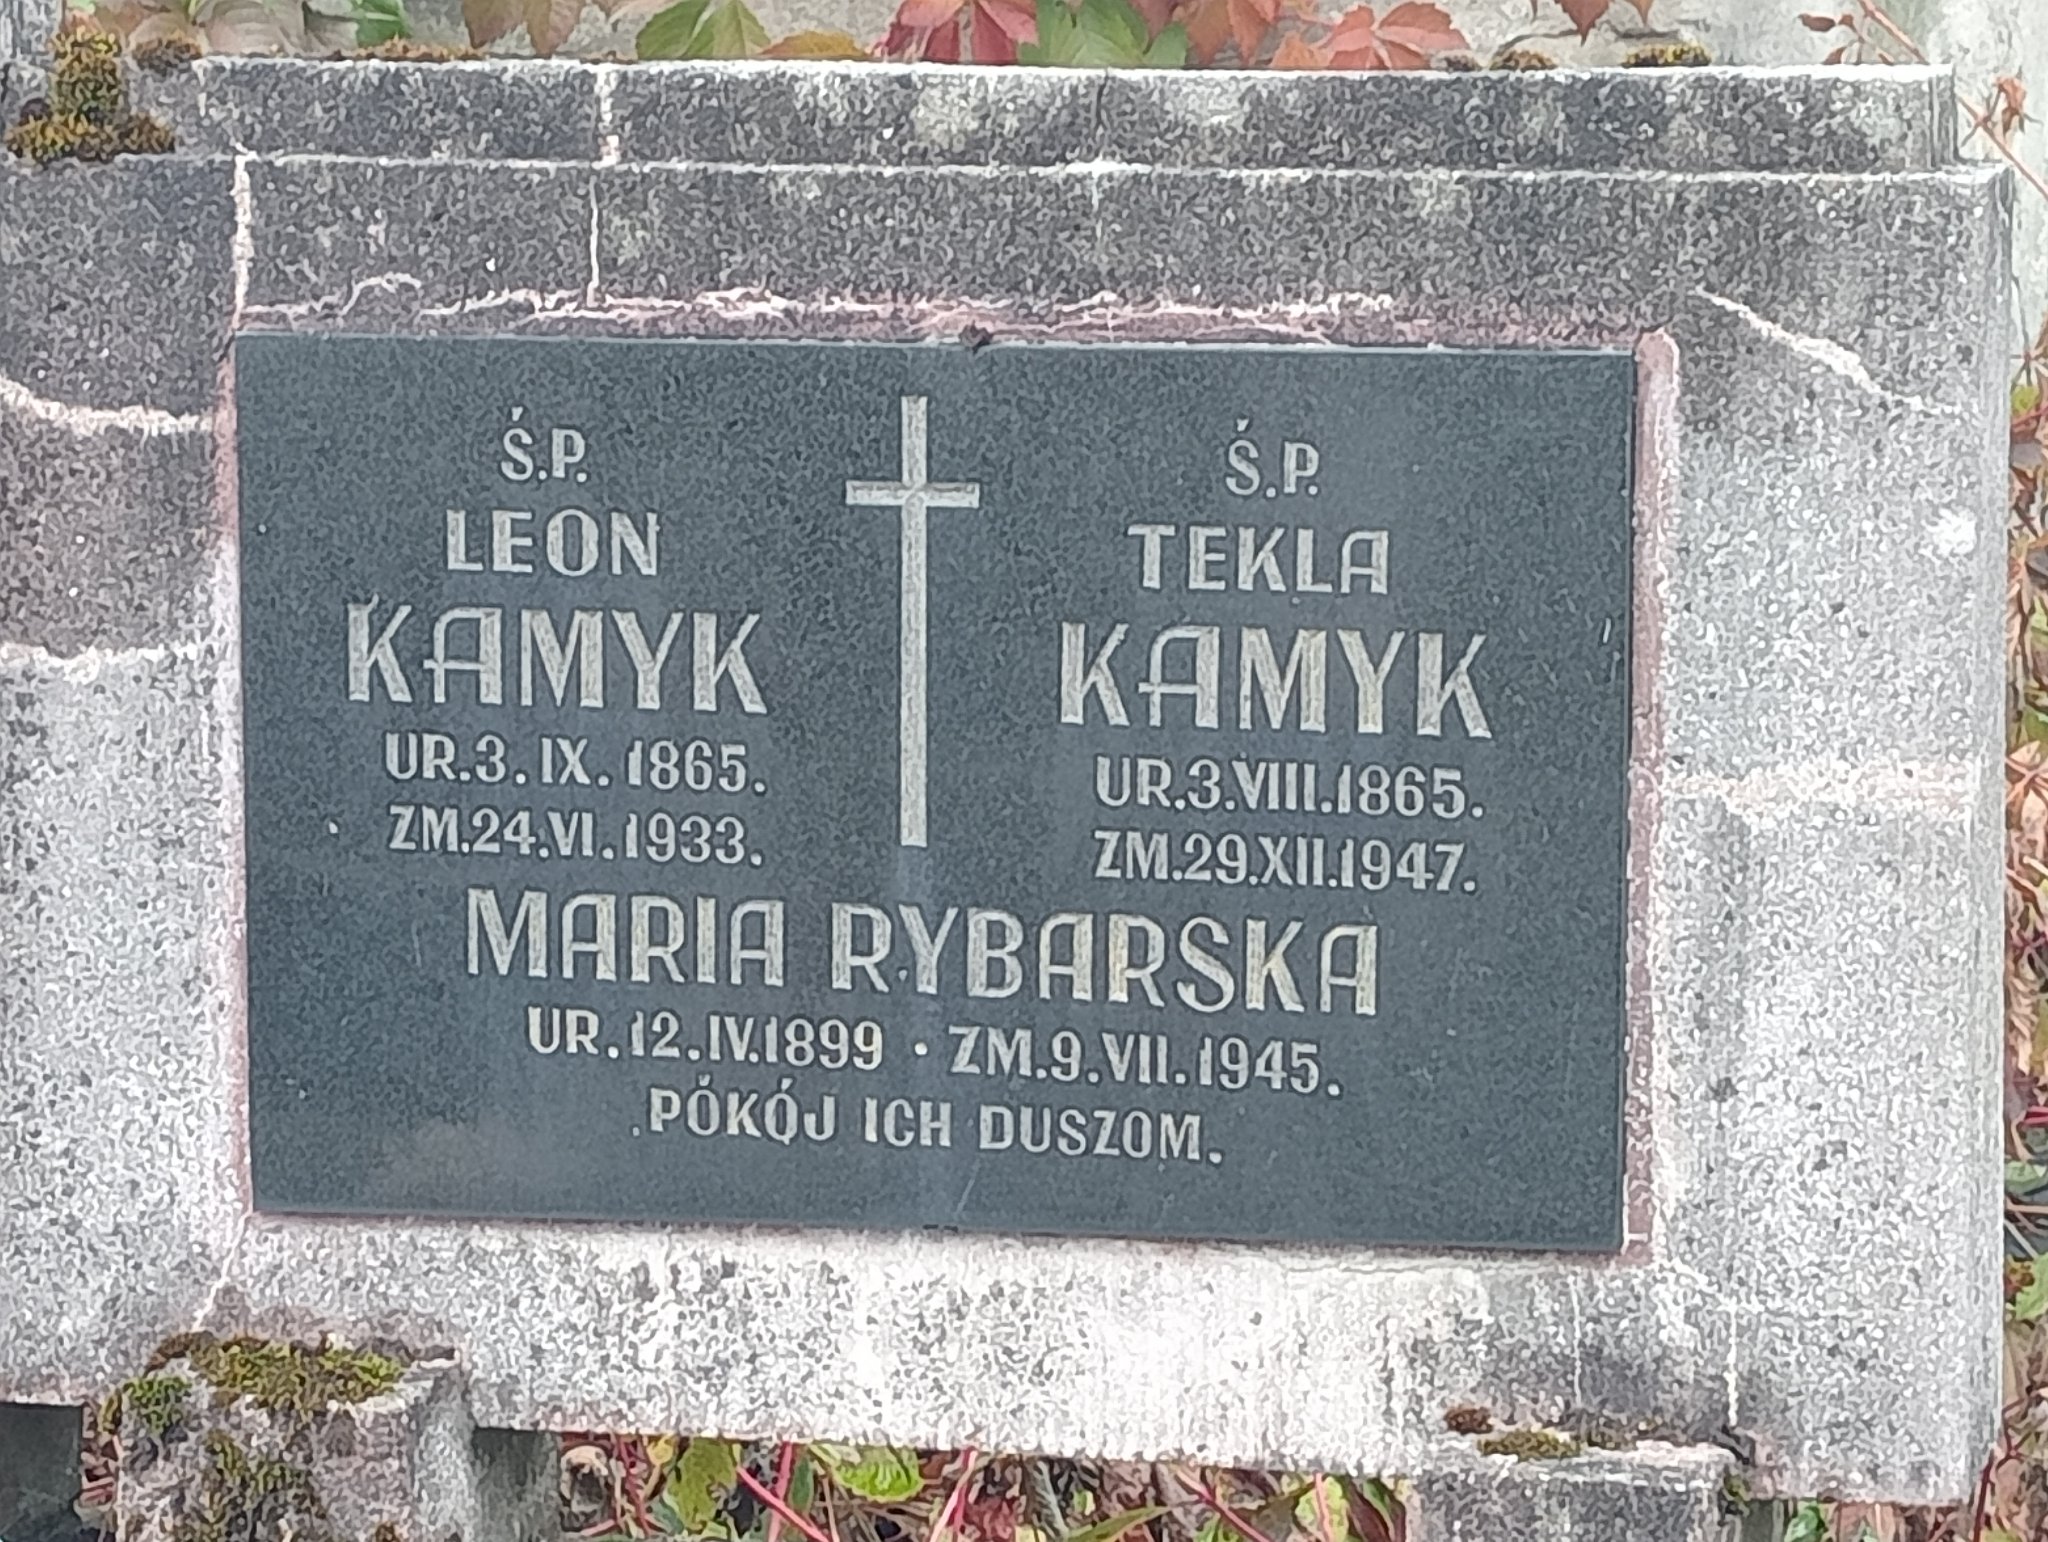 Ś.P.
LEON
KAMYK
UR.3.IX.1865.
ZM.24.VI.1933.
Ś.P.
TEKLA
KAMYK
UR.3.VIII.1865.
ZM.29.XII.1947.
MARIA RYBARSKA
UR.12.IV.1899 · ZM.9.VII.1945.
PÓKÓJ ICH DUSZOM.